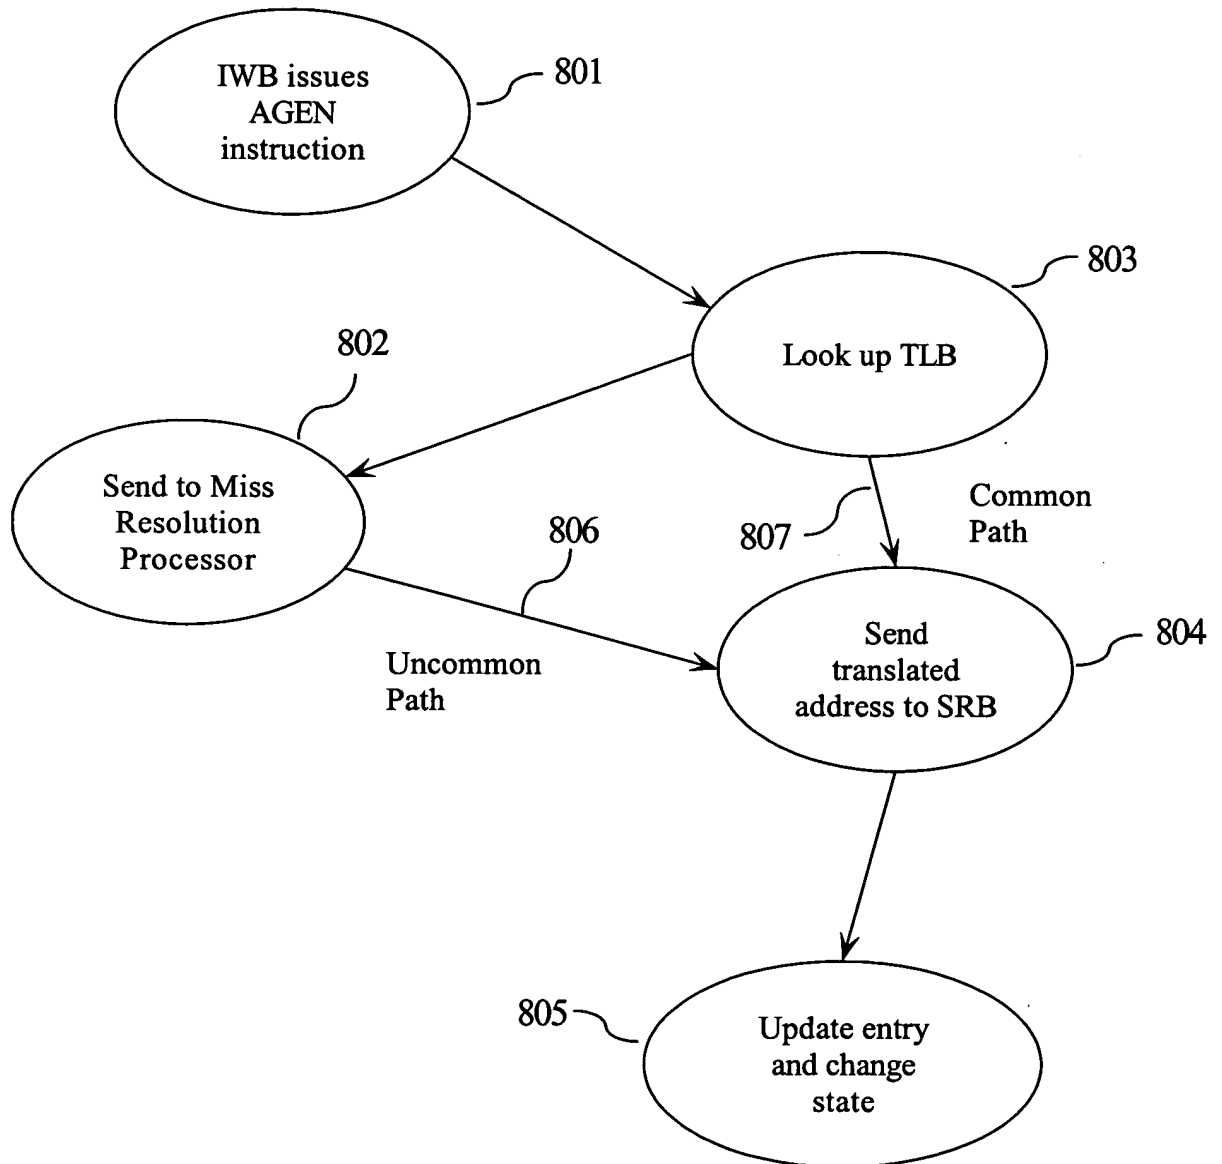 IWB issues
AGEN
instruction
801
803
Look up TLB
802
Send to Miss
Resolution
Processor
806
807
Common
Path
Uncommon
Path
Send
translated
address to SRB
804
805
Update entry
and change
state